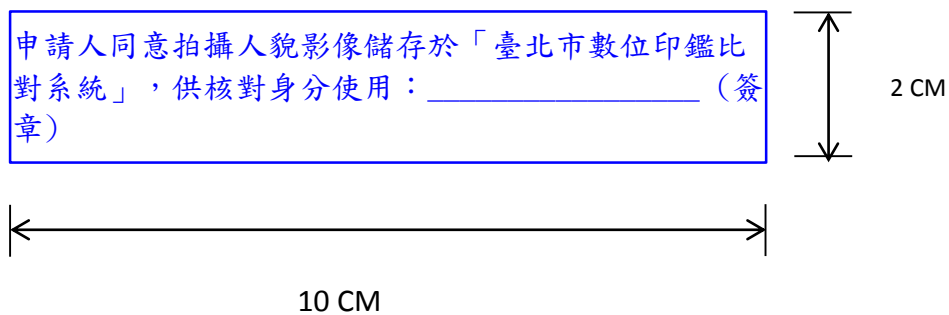 申請人同意拍攝人貌影像儲存於「臺北市數位印鑑比
對系統」，供核對身分使用：_________________（簽
章）
2 CM
10 CM